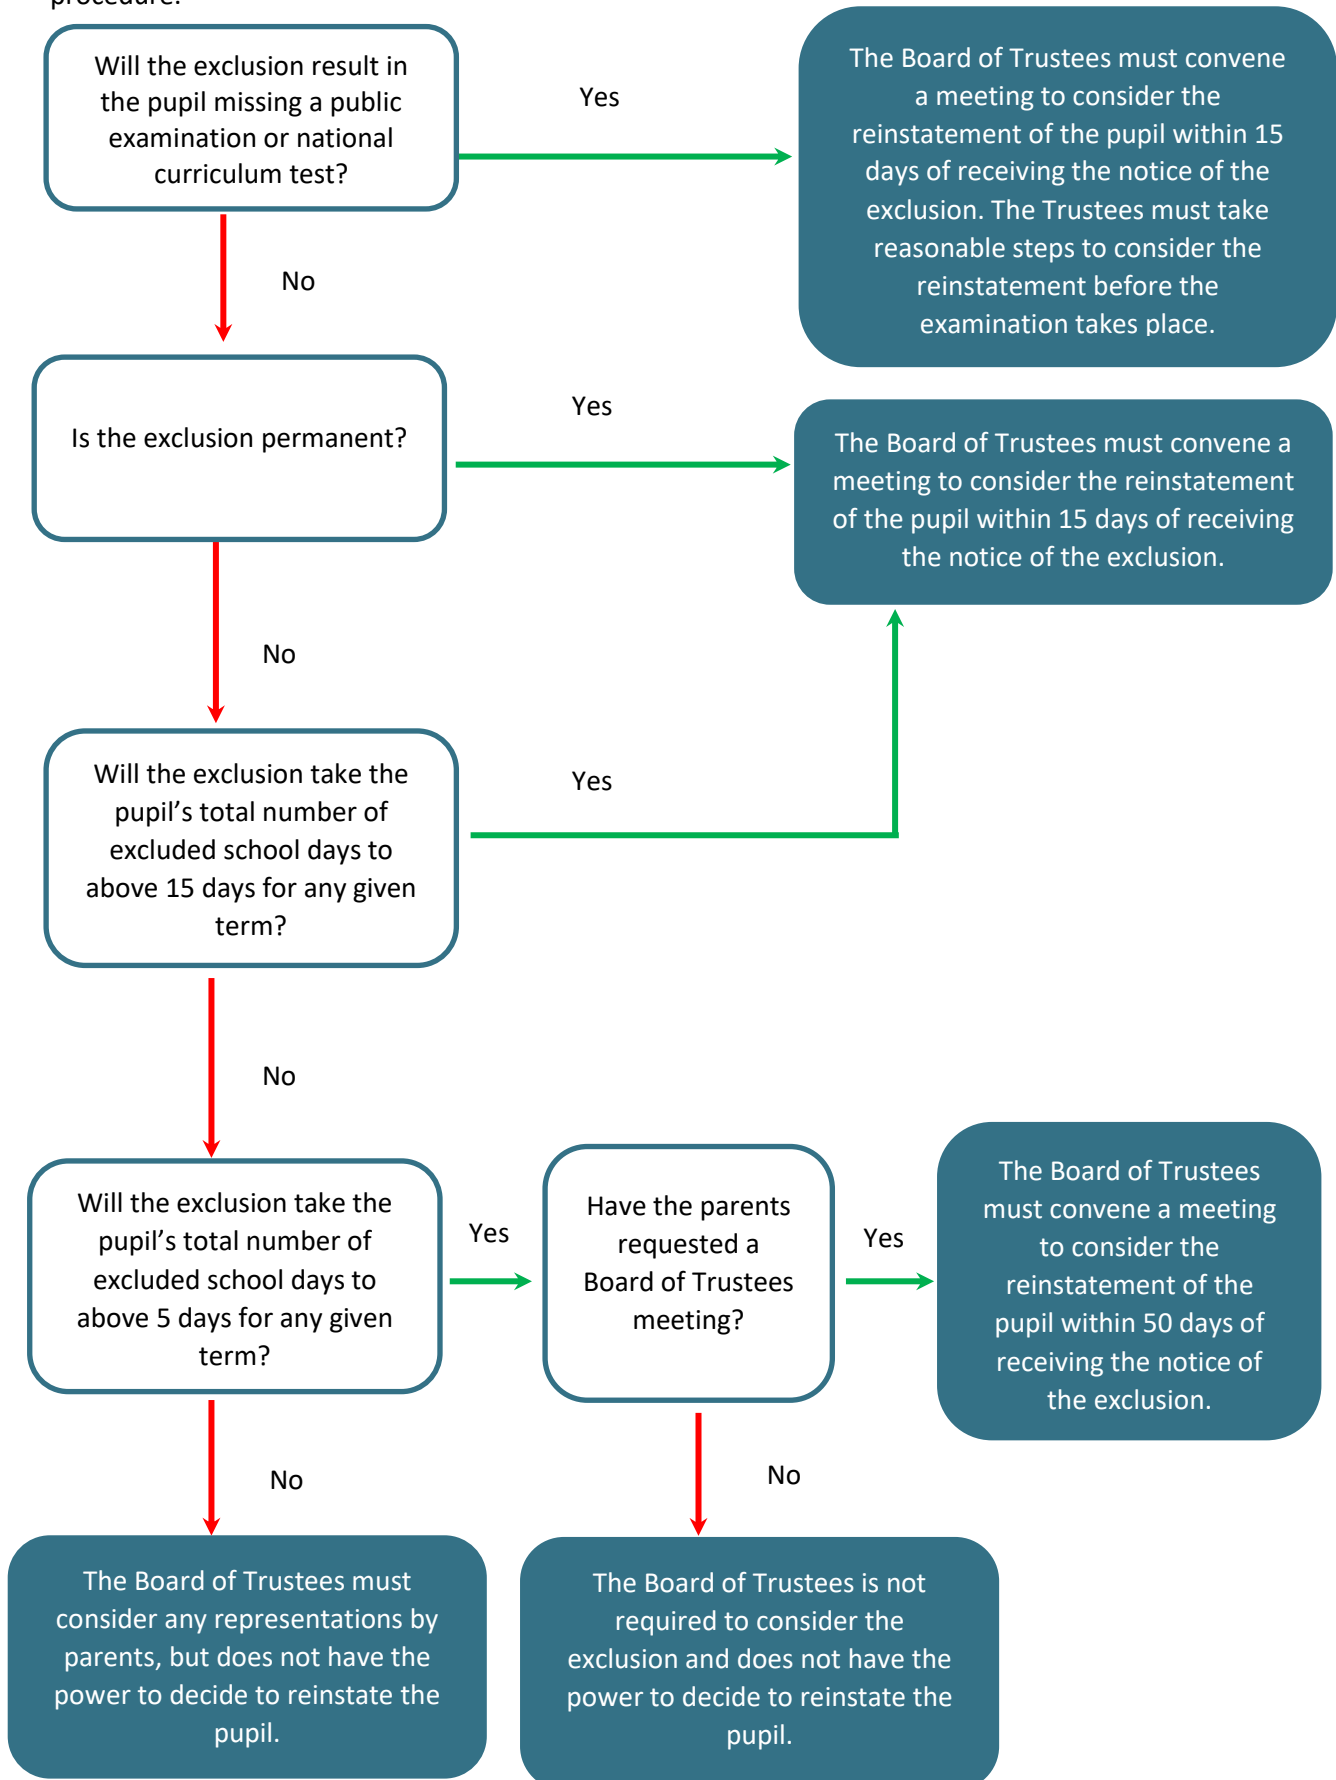 procedure.
Will the exclusion result in
the pupil missing a public
examination or national
curriculum test?
Yes
The Board of Trustees must convene
a meeting to consider the
reinstatement of the pupil within 15
days of receiving the notice of the
exclusion. The Trustees must take
reasonable steps to consider the
reinstatement before the
examination takes place.
No
Is the exclusion permanent?
Yes
The Board of Trustees must convene a
meeting to consider the reinstatement
of the pupil within 15 days of receiving
the notice of the exclusion.
No
Will the exclusion take the
pupil’s total number of
excluded school days to
above 15 days for any given
term?
Yes
No
Will the exclusion take the
pupil’s total number of
excluded school days to
above 5 days for any given
term?
Yes
Have the parents
requested a
Board of Trustees
meeting?
Yes
The Board of Trustees
must convene a meeting
to consider the
reinstatement of the
pupil within 50 days of
receiving the notice of
the exclusion.
No
No
The Board of Trustees must
consider any representations by
parents, but does not have the
power to decide to reinstate the
pupil.
The Board of Trustees is not
required to consider the
exclusion and does not have the
power to decide to reinstate the
pupil.